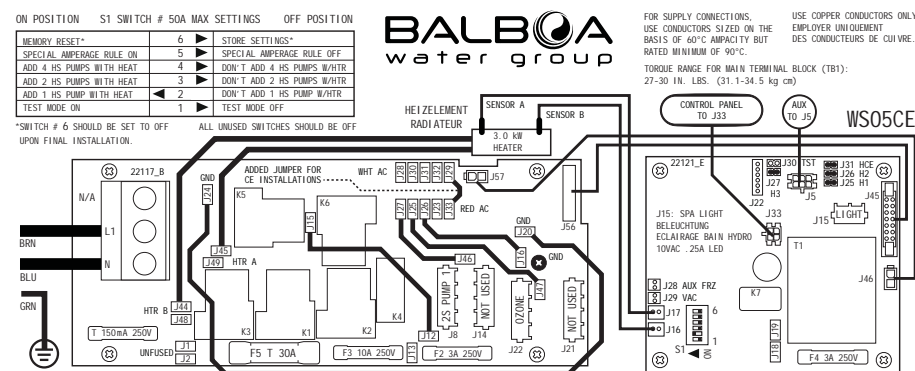 ON POSITION S1 SWITCH # 50A MAX SETTINGS OFF POSITION
MEMORY RESET* 6 STORE SETTINGS*
SPECIAL AMPERAGE RULE ON 5 SPECIAL AMPERAGE RULE OFF
ADD 4 HS PUMPS WITH HEAT 4 DON'T ADD 4 HS PUMPS W/HTR
ADD 2 HS PUMPS WITH HEAT 3 DON'T ADD 2 HS PUMPS W/HTR
ADD 1 HS PUMP WITH HEAT 2 DON'T ADD 1 HS PUMP W/HTR
TEST MODE ON 1 TEST MODE OFF
*SWITCH # 6 SHOULD BE SET TO OFF ALL UNUSED SWITCHES SHOULD BE OFF
UPON FINAL INSTALLATION.
BALBOA
water group
FOR SUPPLY CONNECTIONS,
USE CONDUCTORS SIZED ON THE
BASIS OF 60°C AMPACITY BUT
RATED MINIMUM OF 90°C.
USE COPPER CONDUCTORS ONLY
EMPLOYER UNIQUEMENT
DES CONDUCTEURS DE CUIVRE.
TORQUE RANGE FOR MAIN TERMINAL BLOCK (TB1):
27-30 IN. LBS. (31.1-34.5 kg cm)
HEIZELEMENT
RADIATEUR
SENSOR A
SENSOR B
3.0 kW
HEATER
CONTROL PANEL
TO J33
AUX
TO J5
WS05CE
22117_B
N/A
L1
N
BRN
BLU
GRN
GND
J24
ADDED JUMPER FOR
CE INSTALLATIONS
WHT AC
J28
J30
J31
J32
J29
J57
K5
K6
J15
J27
J25
J26
J23
J33
RED AC
GND
J20
J56
J45
J49
HTR A
J46
J16
GND
J47
HTR B
J44
J48
K3
K1
K2
K4
2S PUMP 1
J8
NOT USED
J14
OZONE
J22
NOT USED
J21
T 150mA 250V
UNFUSED
J1
J2
F5 T 30A
F3 10A 250V
J13
J12
F2 3A 250V
22121_E
J30 TST
J27
H3
J22
J5
J31 HCE
J26 H2
J25 H1
J45
J15: SPA LIGHT
BELEUCHTUNG
ECLAIRAGE BAIN HYDRO
10VAC .25A LED
J33
J15
LIGHT
T1
J46
J28 AUX FRZ
J29 VAC
J17
J16
K7
6
1
S1
ON
J19
J18
F4 3A 250V